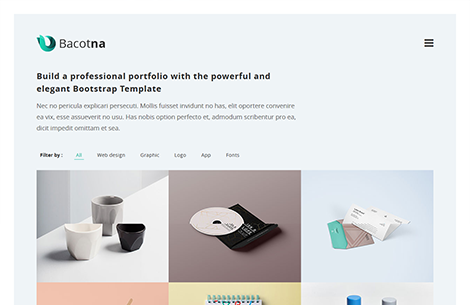 Bacotna
Build a professional portfolio with the powerful and
elegant Bootstrap Template
Nec no pericula explicari persecuti. Mollis fuisset invidunt no has, elit oportere convenire
ea vix, esse assueverit no usu. Has nobis option perfecto et, admodum scribentur pro ea,
dicit impedit omittam et sea.
Filter by : All Web design Graphic Logo App Fonts